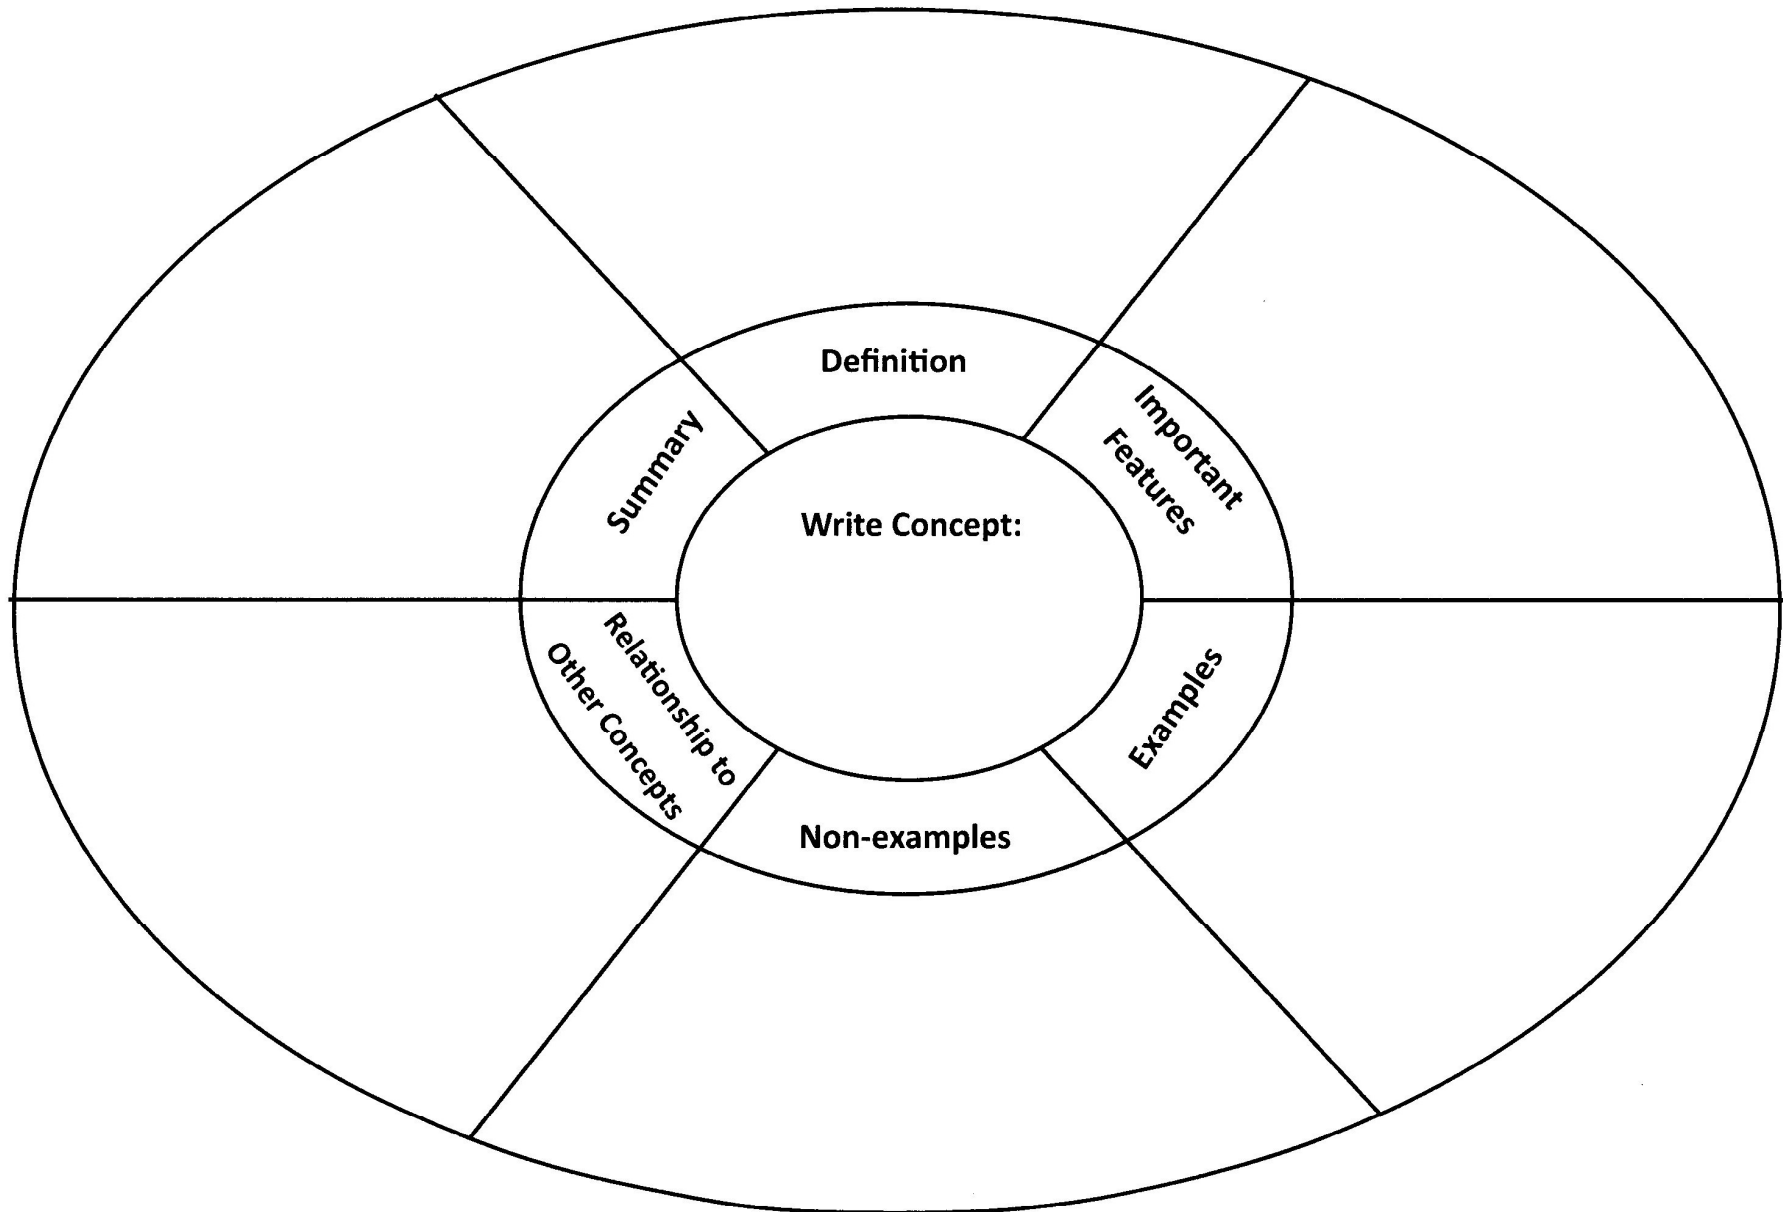 Definition
Important
Features
Summary
Write Concept:
Relationship to
Other Concepts
Examples
Non-examples